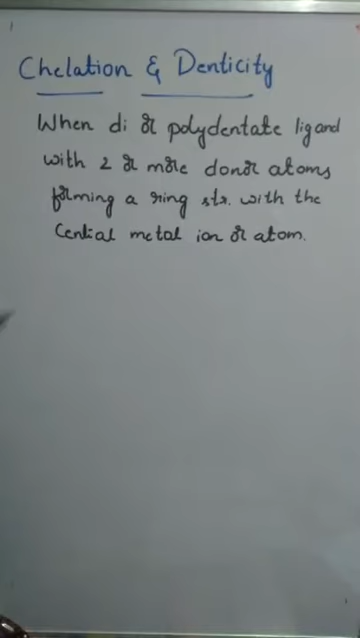 Chelation & Denticity
When di or polydentate ligand
with 2 or more donor atoms
forming a ring str. with the
Central metal ion or atom.